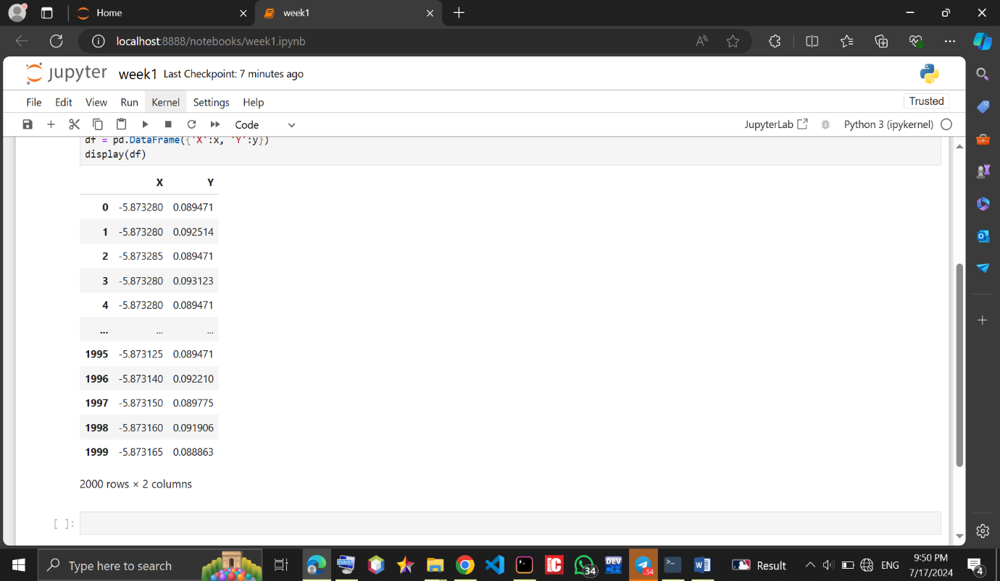 Home
week1
localhost:8888/notebooks/week1.ipynb
jupyter week1 Last Checkpoint: 7 minutes ago
File Edit View Run Kernel Settings Help Trusted
Code JupyterLab Python 3 (ipykernel)
df = pd.DataFrame({'X':x, 'Y':y})
display(df)
X Y
0 -5.873280 0.089471
1 -5.873280 0.092514
2 -5.873285 0.089471
3 -5.873280 0.093123
4 -5.873280 0.089471
... ... ...
1995 -5.873125 0.089471
1996 -5.873140 0.092210
1997 -5.873150 0.089775
1998 -5.873160 0.091906
1999 -5.873165 0.088863
2000 rows × 2 columns
[ ]:
Type here to search
34
DEV
54
Result
ENG
9:50 PM
7/17/2024
4